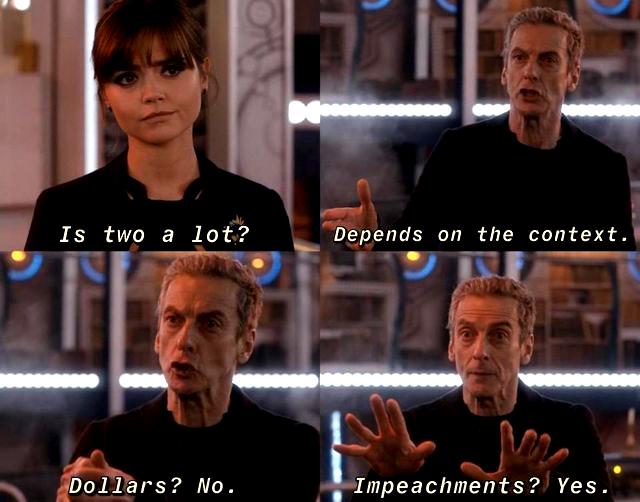 Is two a lot?
Depends on the context.
Dollars? No.
Impeachments? Yes.